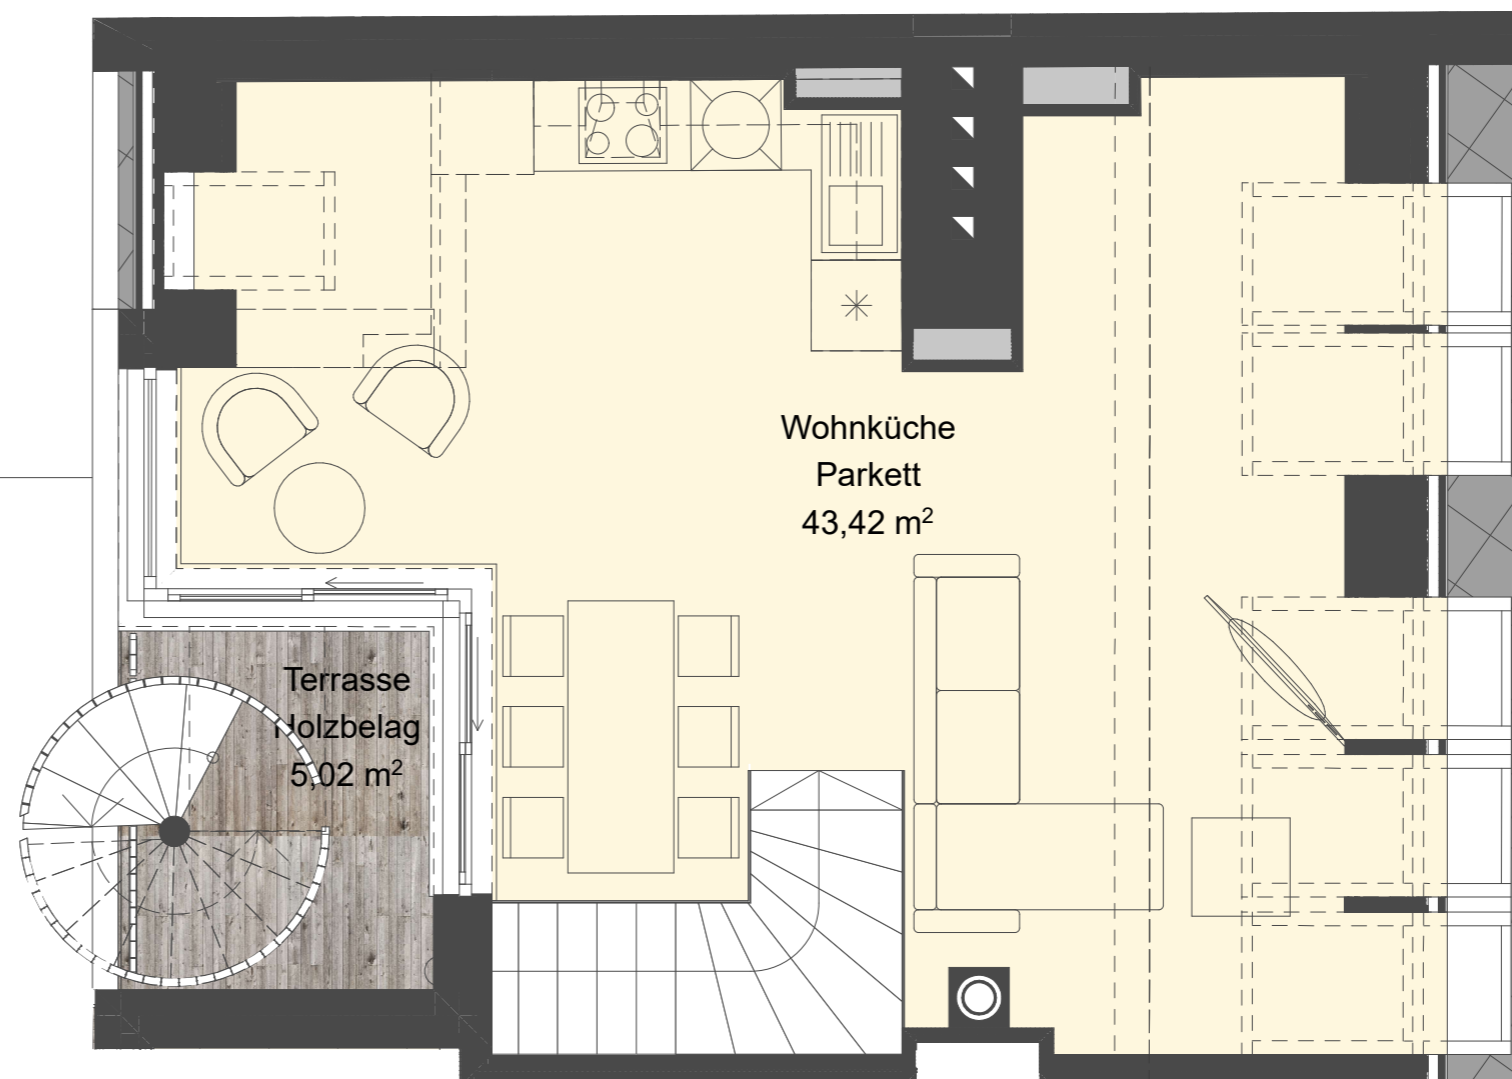 Wohnküche
Parkett
43,42 m²
Terrasse
Holzbelag
5,02 m²